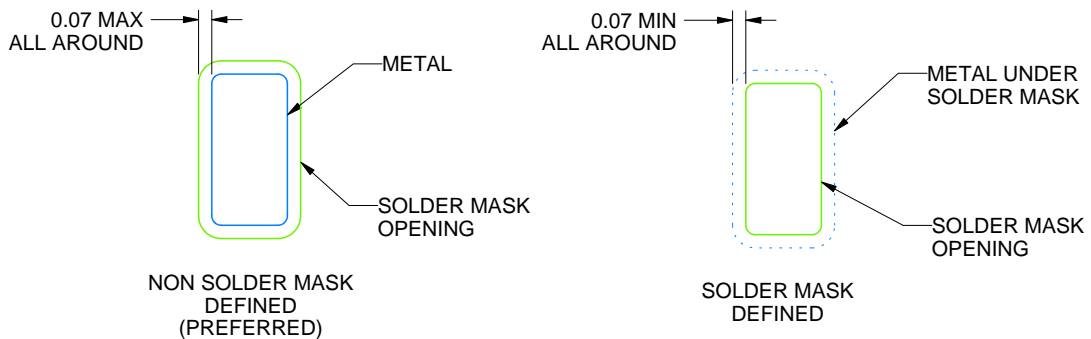 0.07 MAX
ALL AROUND
METAL
SOLDER MASK
OPENING
NON SOLDER MASK
DEFINED
(PREFERRED)
0.07 MIN
ALL AROUND
METAL UNDER
SOLDER MASK
SOLDER MASK
OPENING
SOLDER MASK
DEFINED